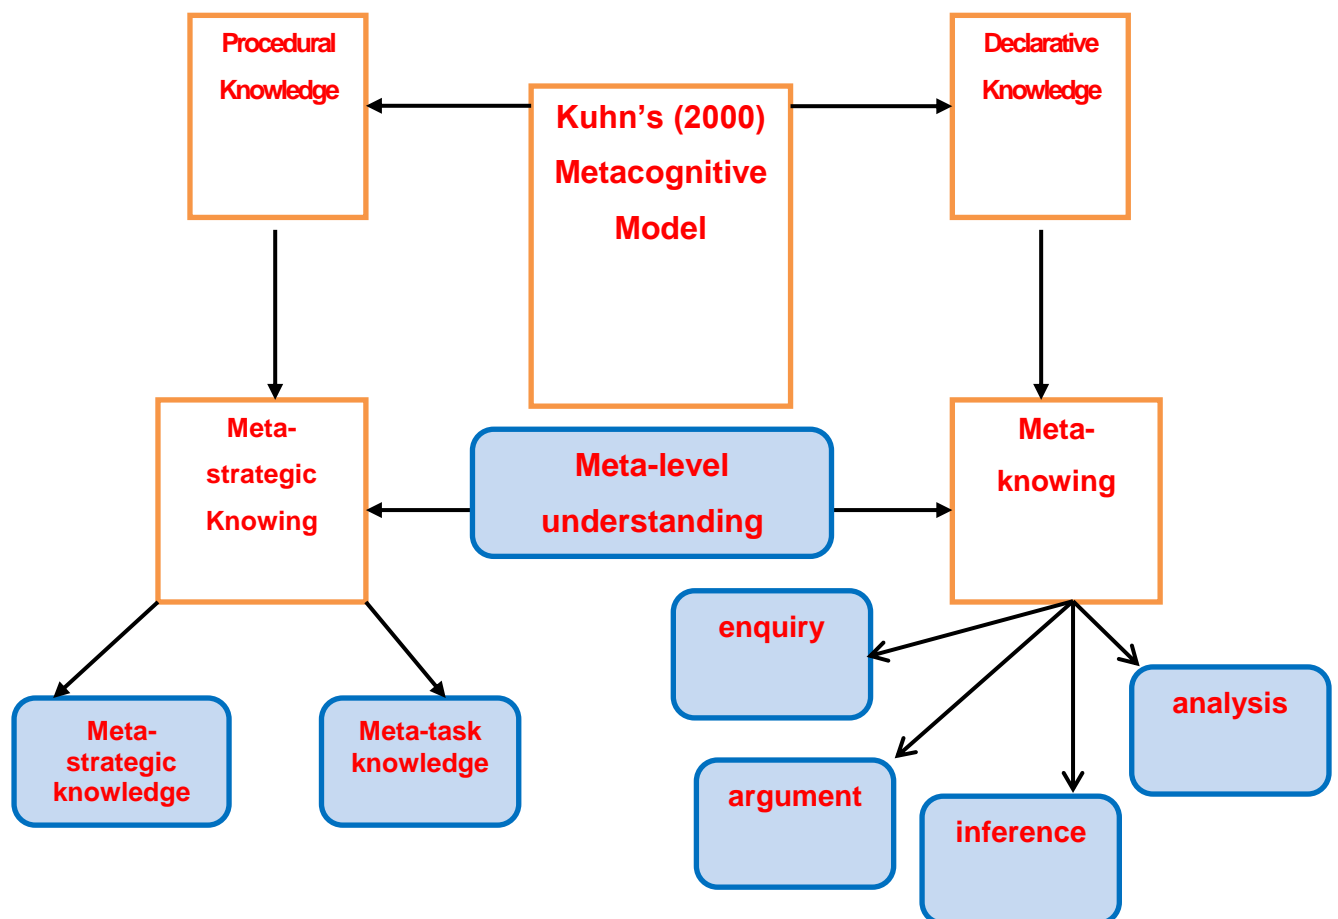 Procedural
Knowledge
Kuhn's (2000)
Metacognitive
Model
Declarative
Knowledge
Meta-
strategic
Knowing
Meta-level
understanding
Meta-
knowing
Meta-
strategic
knowledge
Meta-task
knowledge
enquiry
argument
inference
analysis